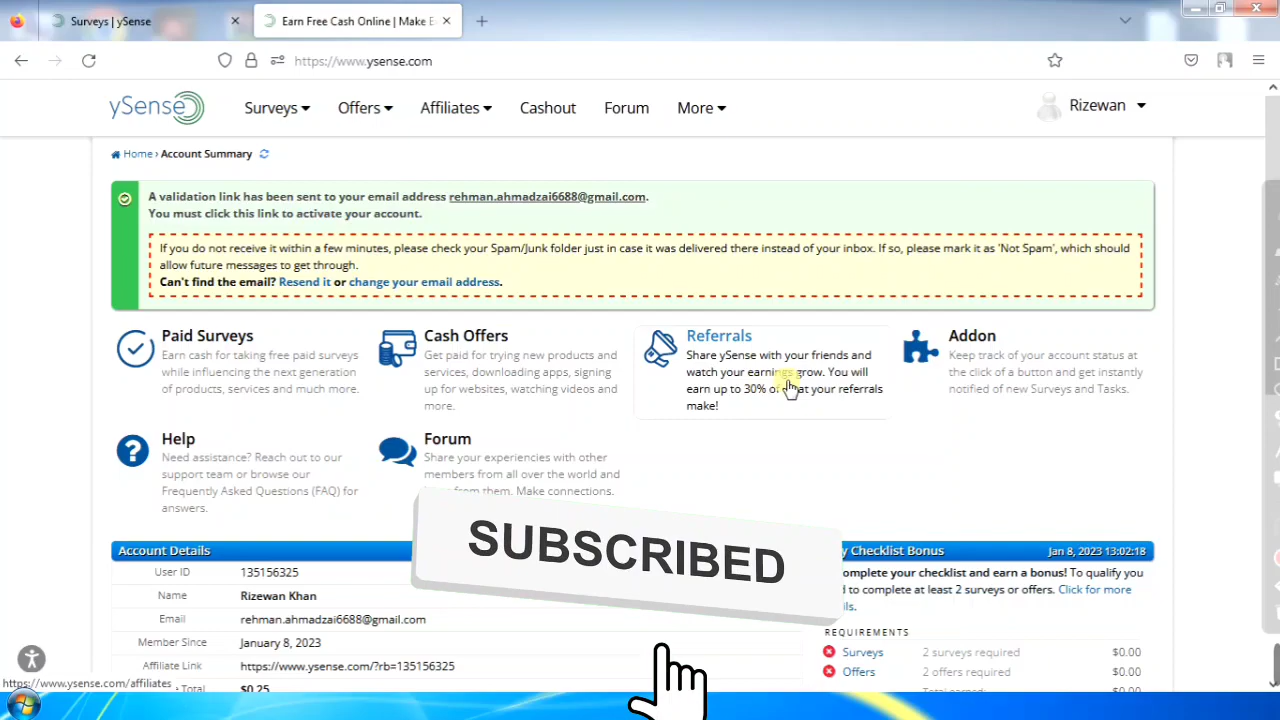 Surveys | ySense
Earn Free Cash Online | Make E
https://www.ysense.com
ySense
Surveys
Offers
Affiliates
Cashout
Forum
More
Rizewan
Home › Account Summary
A validation link has been sent to your email address rehman.ahmadzai6688@gmail.com.
You must click this link to activate your account.
If you do not receive it within a few minutes, please check your Spam/Junk folder just in case it was delivered there instead of your inbox. If so, please mark it as 'Not Spam', which should
allow future messages to get through.
Can't find the email? Resend it or change your email address.
Paid Surveys
Earn cash for taking free paid surveys
while influencing the next generation
of products, services and much more.
Cash Offers
Get paid for trying new products and
services, downloading apps, signing
up for websites, watching videos and
more.
Referrals
Share ySense with your friends and
watch your earnings grow. You will
earn up to 30% of at your referrals
make!
Addon
Keep track of your account status at
the click of a button and get instantly
notified of new Surveys and Tasks.
Help
Need assistance? Reach out to our
support team or browse our
Frequently Asked Questions (FAQ) for
answers.
Forum
Share your experiencies with other
members from all over the world and
from them. Make connections.
SUBSCRIBED
Account Details
User ID 135156325
Name Rizewan Khan
Email rehman.ahmadzai6688@gmail.com
Member Since January 8, 2023
Affiliate Link https://www.ysense.com/?rb=135156325
Total $0.25
y Checklist Bonus Jan 8, 2023 13:02:18
omplete your checklist and earn a bonus! To qualify you
d to complete at least 2 surveys or offers. Click for more
ils.
REQUIREMENTS
Surveys 2 surveys required $0.00
Offers 2 offers required $0.00
Total earned: $0.00
https://www.ysense.com/affiliates